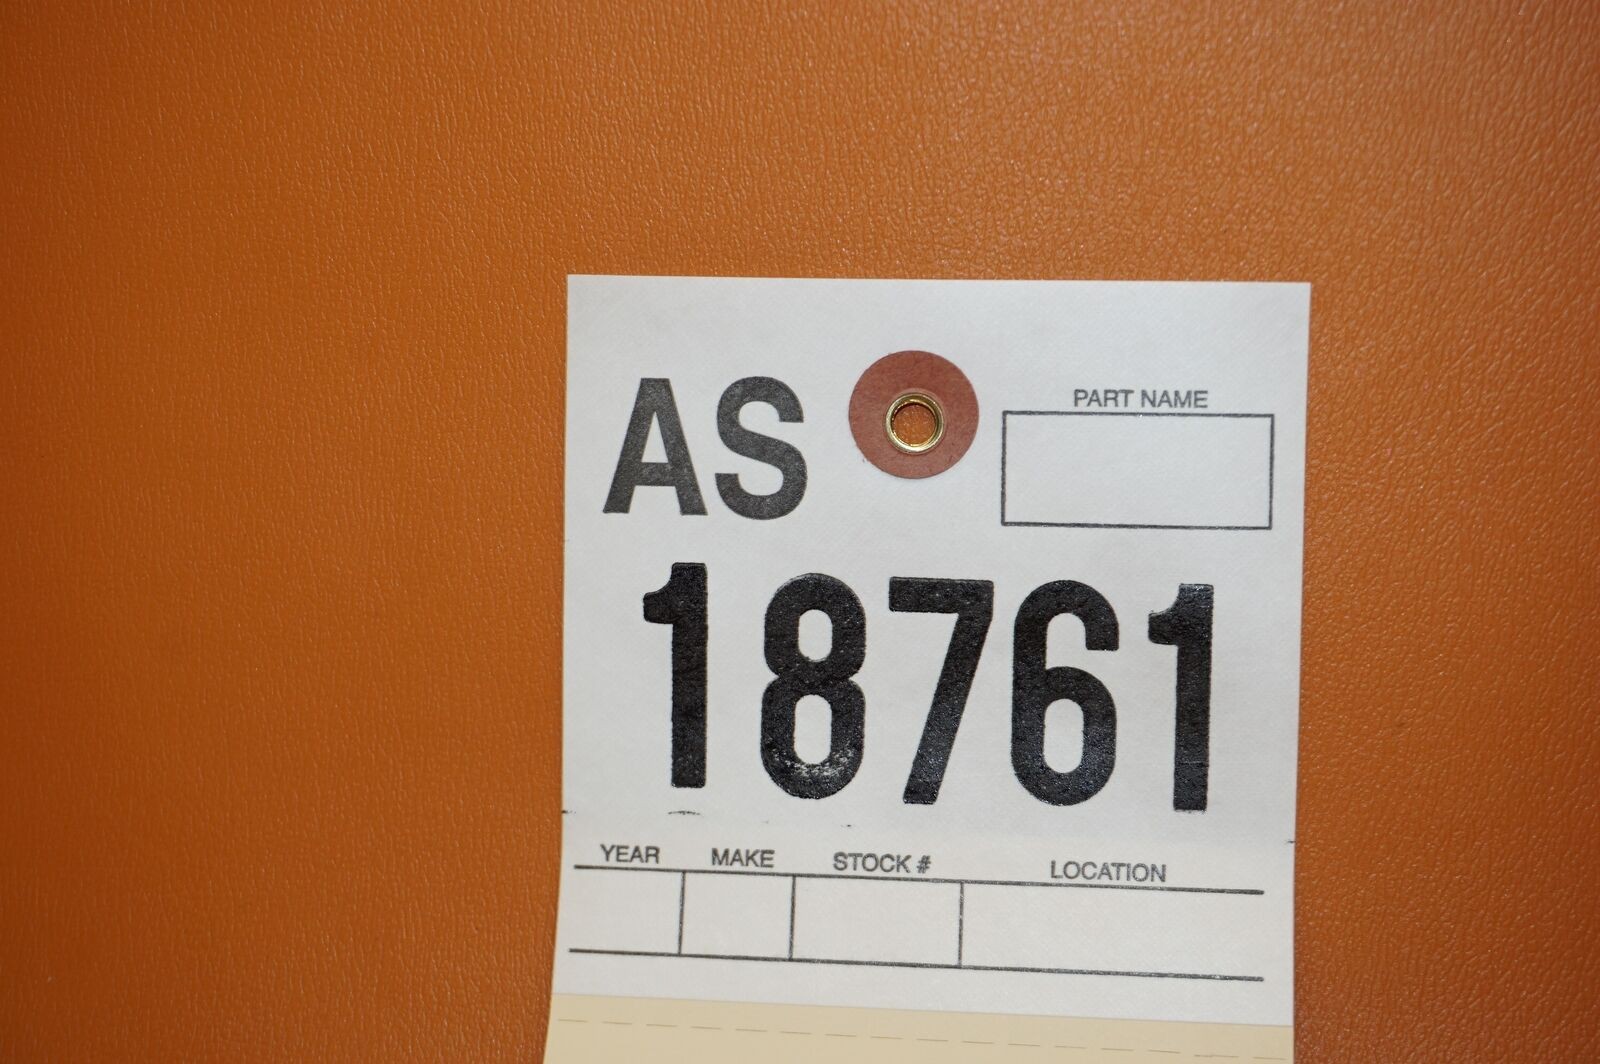 AS
PART NAME
18761
YEAR MAKE STOCK # LOCATION